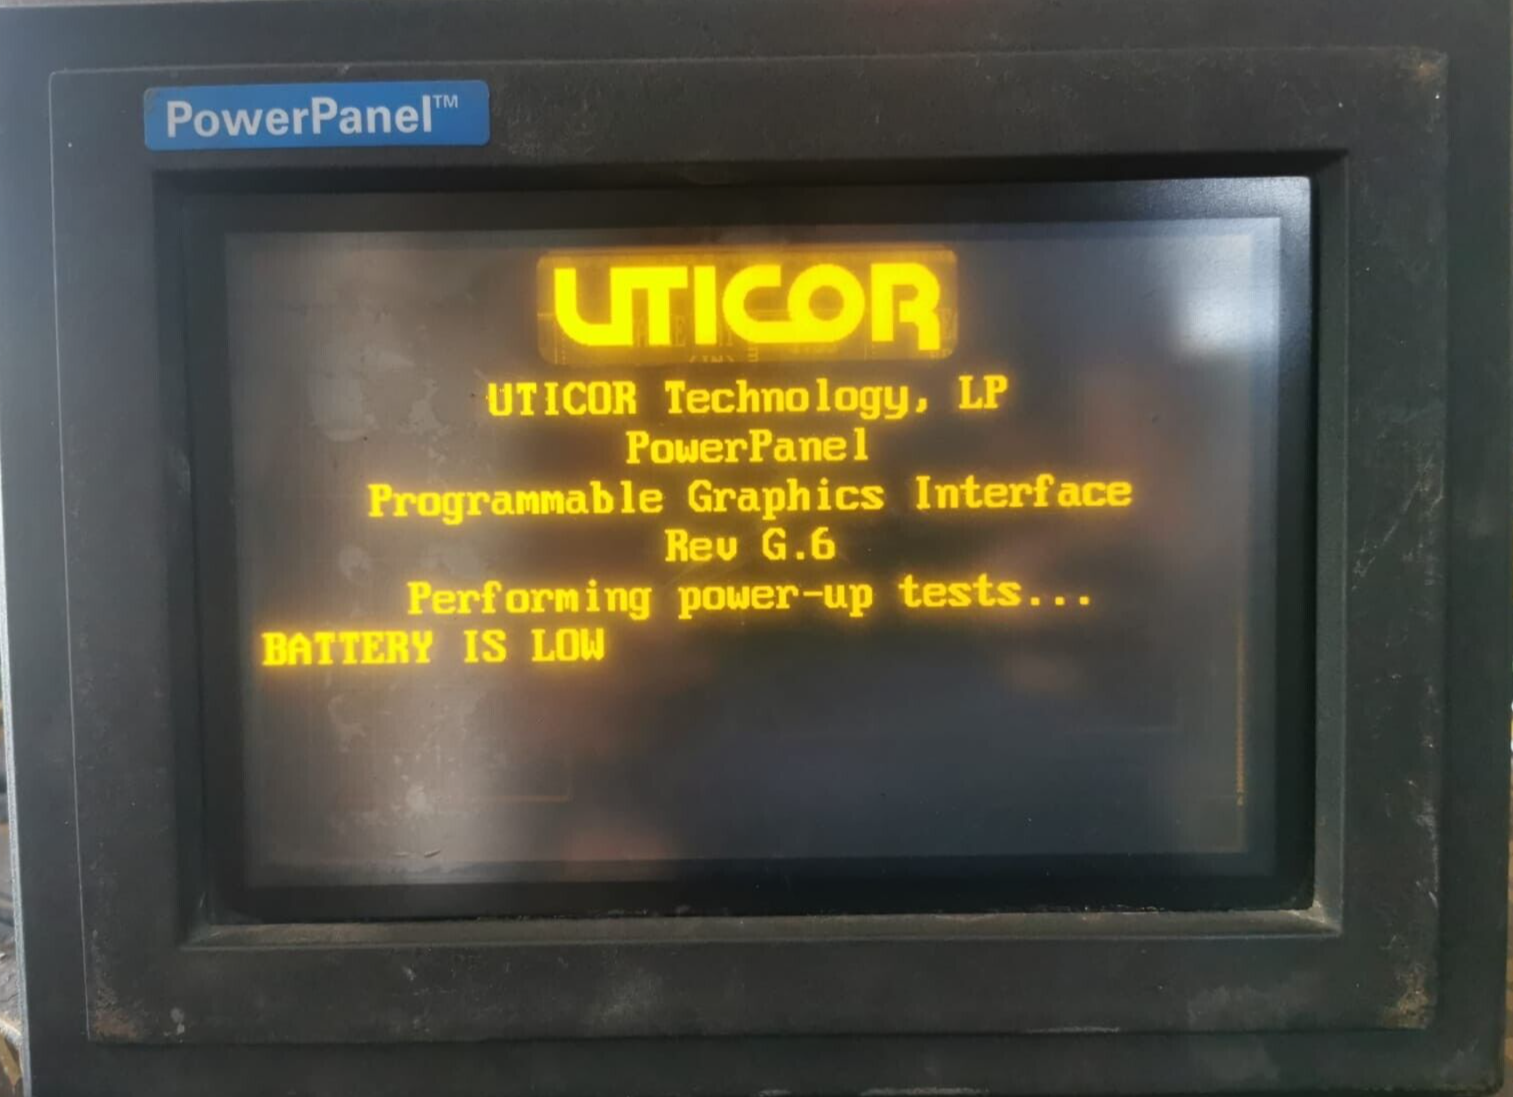 PowerPanel™
UTICOR
UTICOR Technology, LP
PowerPanel
Programmable Graphics Interface
Rev G.6
Performing power-up tests...
BATTERY IS LOW